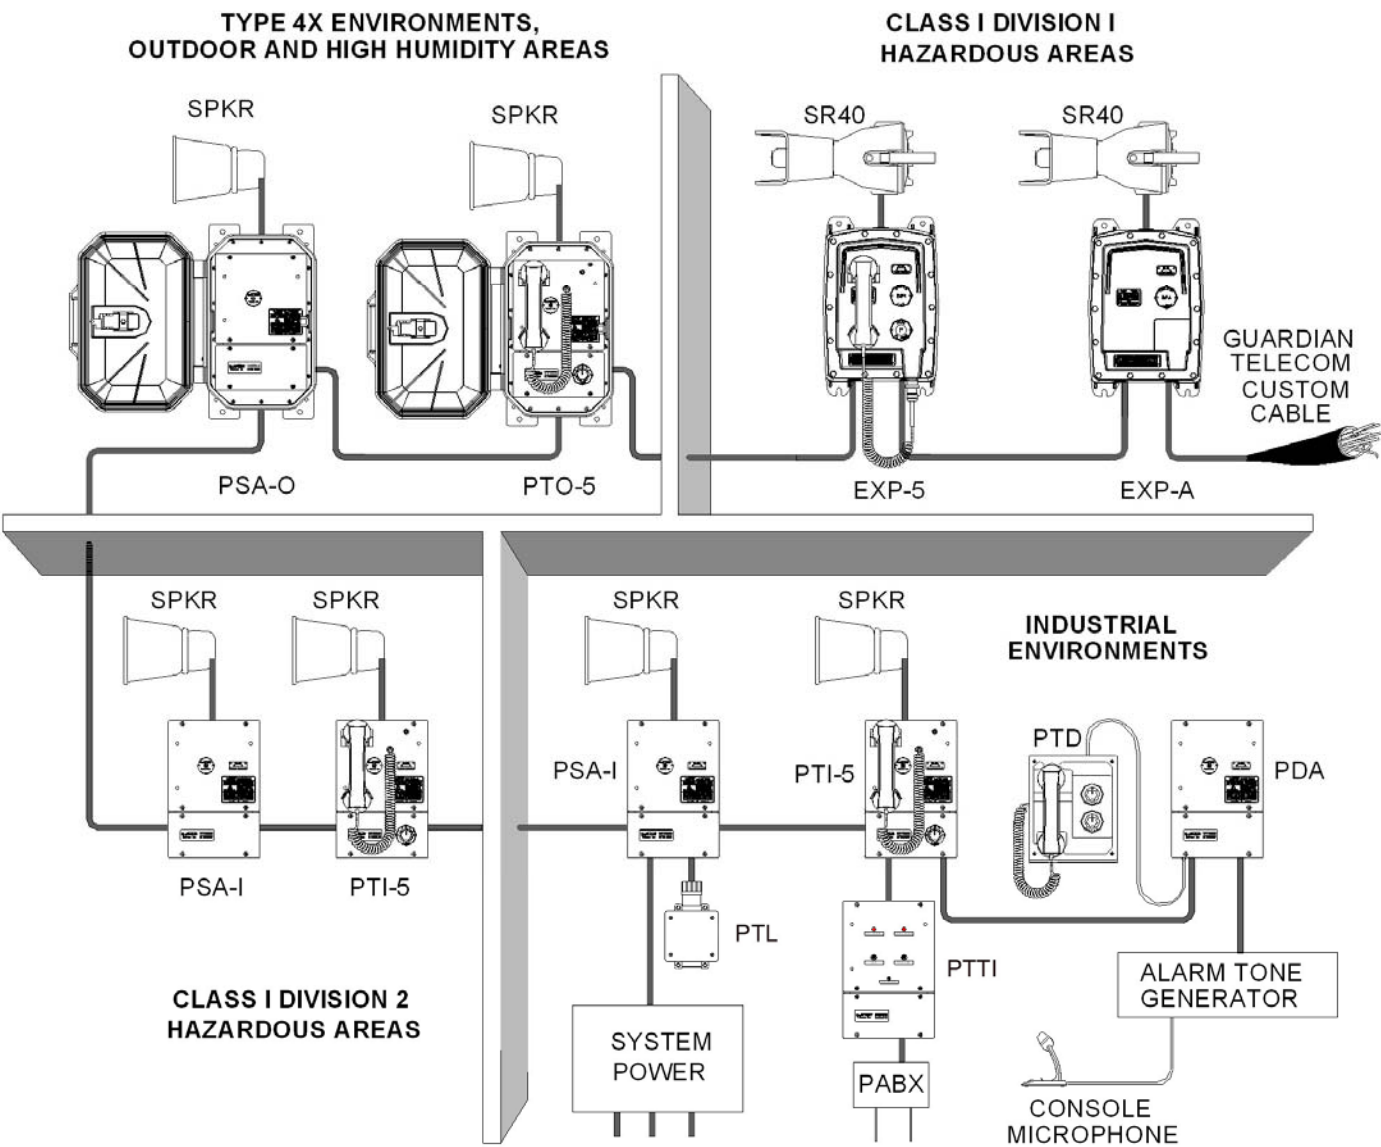 TYPE 4X ENVIRONMENTS,
OUTDOOR AND HIGH HUMIDITY AREAS
CLASS I DIVISION I
HAZARDOUS AREAS
SPKR
SPKR
SR40
SR40
GUARDIAN
TELECOM
CUSTOM
CABLE
PSA-O
PTO-5
EXP-5
EXP-A
SPKR
SPKR
SPKR
SPKR
INDUSTRIAL
ENVIRONMENTS
PSA-I
PTI-5
PTD
PDA
PSA-I
PTI-5
PTL
PTTI
CLASS I DIVISION 2
HAZARDOUS AREAS
ALARM TONE
GENERATOR
SYSTEM
POWER
PABX
CONSOLE
MICROPHONE